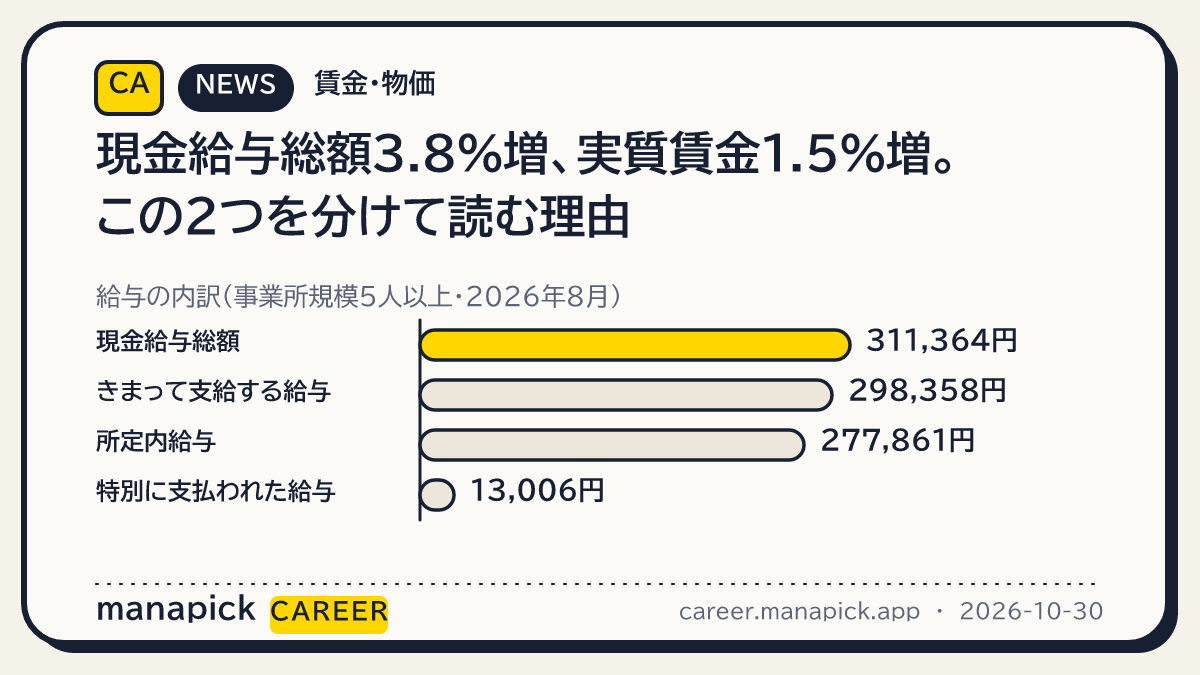 CA NEWS 賃金・物価
現金給与総額3.8%増、実質賃金1.5%増。
この2つを分けて読む理由
給与の内訳（事業所規模5人以上・2026年8月）
現金給与総額 311,364円
きまって支給する給与 298,358円
所定内給与 277,861円
特別に支払われた給与 13,006円
manapick CAREER career.manapick.app ・ 2026-10-30